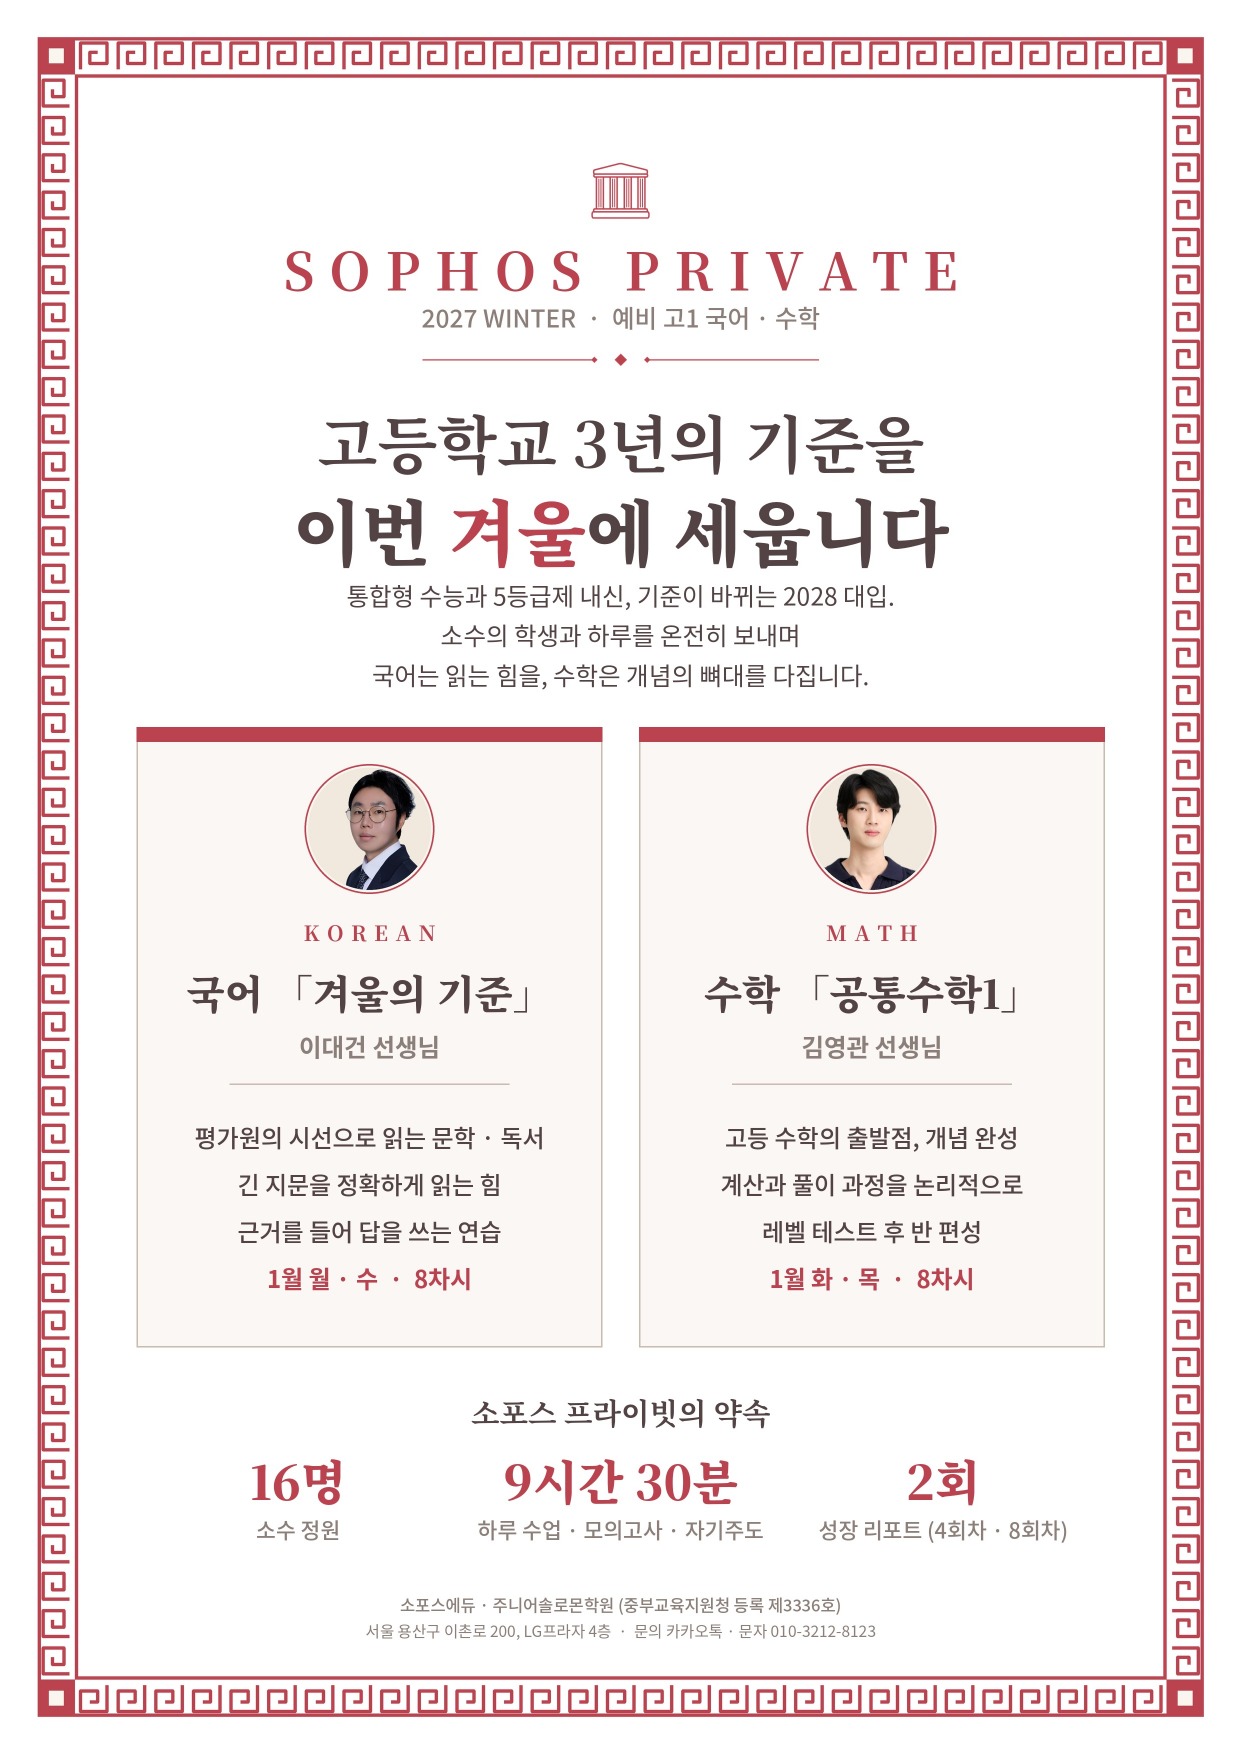 SOPHOS PRIVATE
2027 WINTER · 예비 고1 국어 · 수학
고등학교 3년의 기준을
이번 겨울에 세웁니다
통합형 수능과 5등급제 내신, 기준이 바뀌는 2028 대입.
소수의 학생과 하루를 온전히 보내며
국어는 읽는 힘을, 수학은 개념의 뼈대를 다집니다.
KOREAN
국어 「겨울의 기준」
이대건 선생님
평가원의 시선으로 읽는 문학 · 독서
긴 지문을 정확하게 읽는 힘
근거를 들어 답을 쓰는 연습
1월 월 · 수 · 8차시
MATH
수학 「공통수학1」
김영관 선생님
고등 수학의 출발점, 개념 완성
계산과 풀이 과정을 논리적으로
레벨 테스트 후 반 편성
1월 화 · 목 · 8차시
소포스 프라이빗의 약속
16명
소수 정원
9시간 30분
하루 수업 · 모의고사 · 자기주도
2회
성장 리포트 (4회차 · 8회차)
소포스에듀 · 주니어솔로몬학원 (중부교육지원청 등록 제3336호)
서울 용산구 이촌로 200, LG프라자 4층 · 문의 카카오톡 · 문자 010-3212-8123